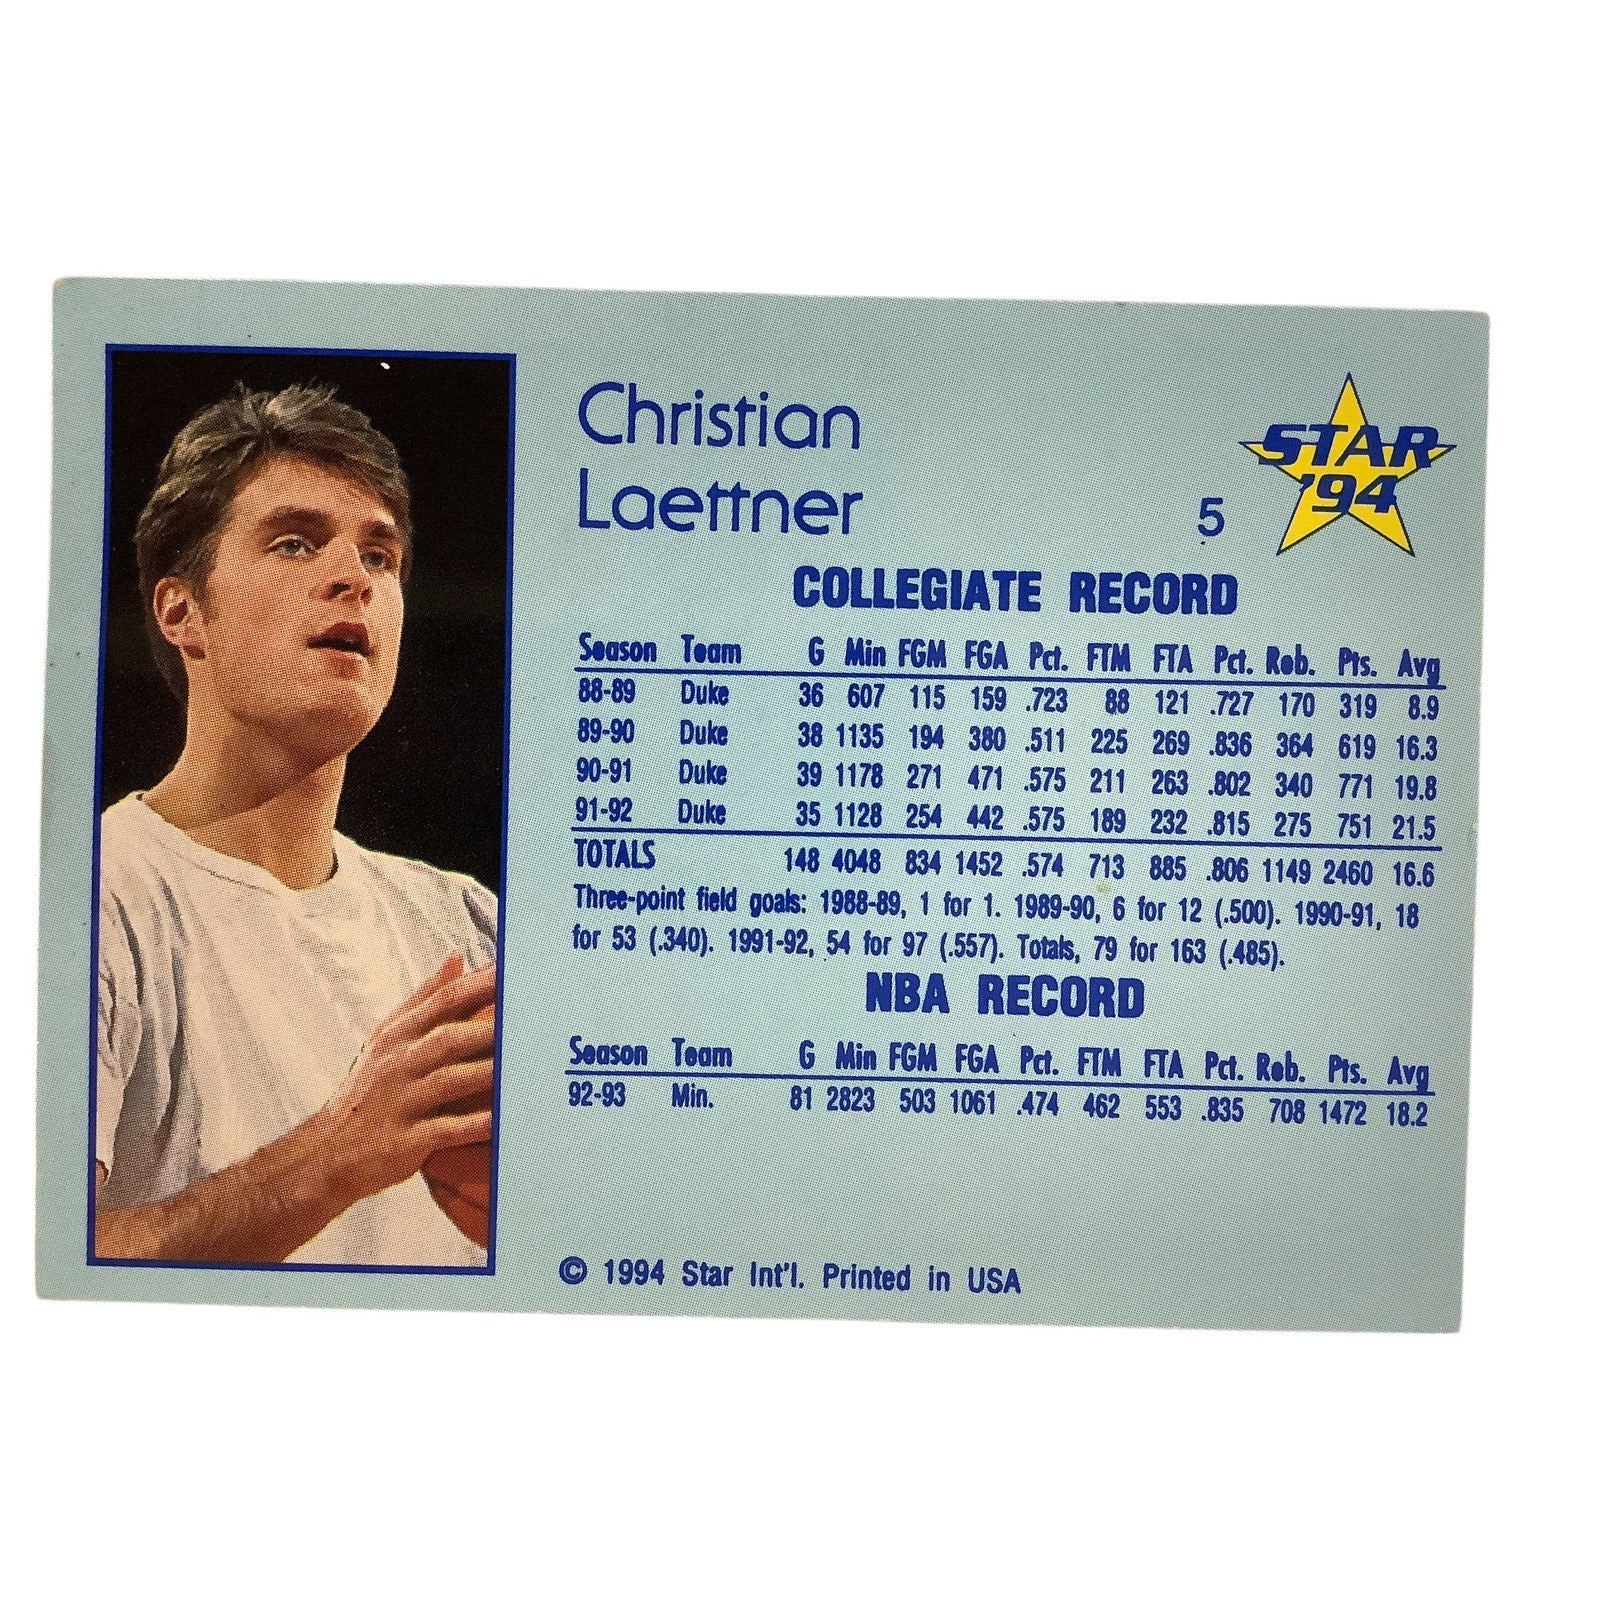 Christian
Laettner
5
STAR
'94
COLLEGIATE RECORD
Season Team G Min FGM FGA Pct. FTM FTA Pct. Reb. Pts. Avg
88-89 Duke 36 607 115 159 .723 88 121 .727 170 319 8.9
89-90 Duke 38 1135 194 380 .511 225 269 .836 364 619 16.3
90-91 Duke 39 1178 271 471 .575 211 263 .802 340 771 19.8
91-92 Duke 35 1128 254 442 .575 189 232 .815 275 751 21.5
TOTALS 148 4048 834 1452 .574 713 885 .806 1149 2460 16.6
Three-point field goals: 1988-89, 1 for 1. 1989-90, 6 for 12 (.500). 1990-91, 18
for 53 (.340). 1991-92, 54 for 97 (.557). Totals, 79 for 163 (.485).
NBA RECORD
Season Team G Min FGM FGA Pct. FTM FTA Pct. Reb. Pts. Avg
92-93 Min. 81 2823 503 1061 .474 462 553 .835 708 1472 18.2
© 1994 Star Int'l. Printed in USA